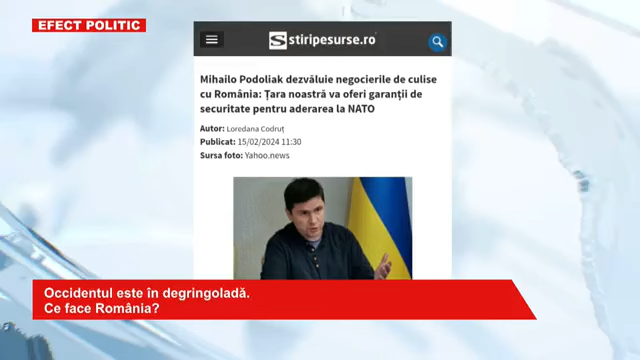 EFECT POLITIC
stiripesurse.ro
Mihailo Podoliak dezvăluie negocierile de culise
cu România: Țara noastră va oferi garanții de
securitate pentru aderarea la NATO
Autor: Loredana Codruț
Publicat: 15/02/2024 11:30
Sursa foto: Yahoo.news
Occidentul este în degringoladă.
Ce face România?